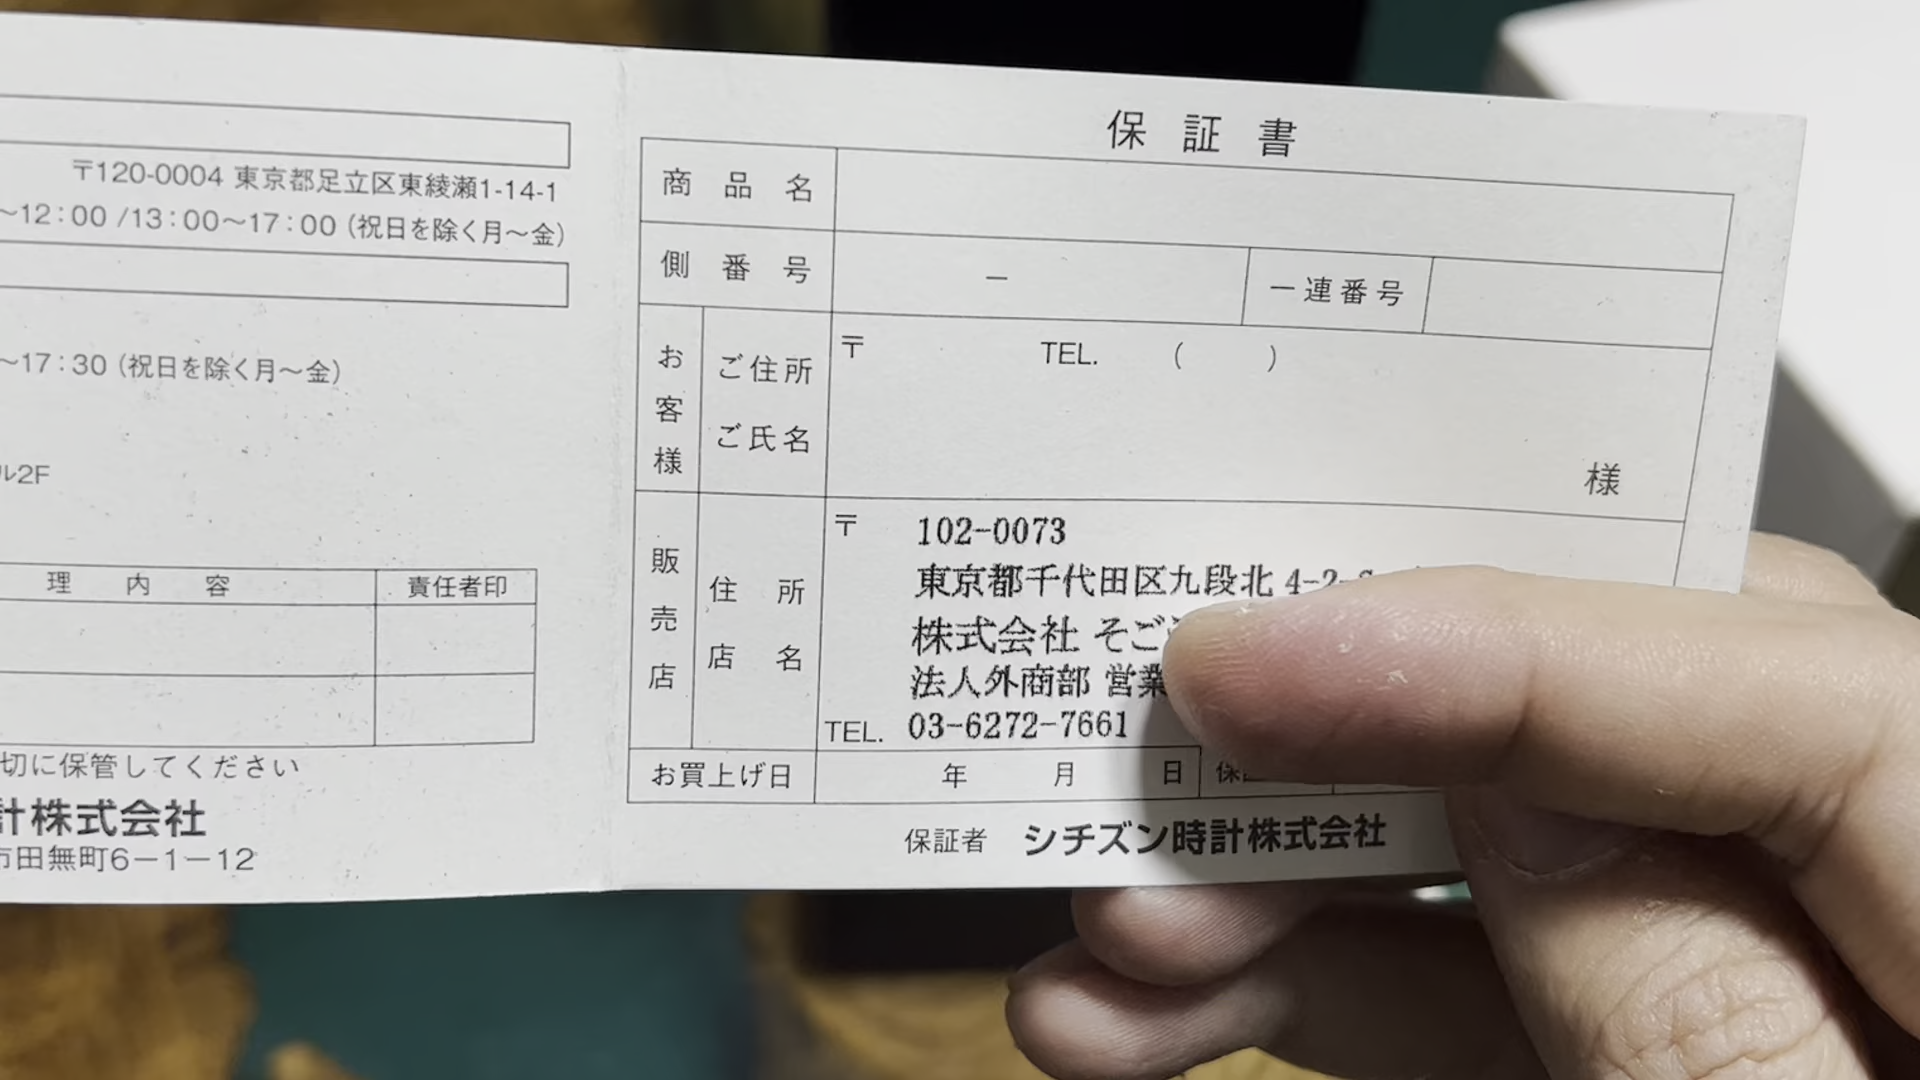 〒120-0004 東京都足立区東綾瀬1-14-1
〜12:00 /13:00〜17:00 (祝日を除く月〜金)
〜17:30 (祝日を除く月〜金)
ル2F
理 内 容 責任者印
切に保管してください
計株式会社
市田無町6-1-12
保 証 書
商 品 名
側 番 号 — 一連番号
お客様 ご住所 ご氏名 〒 TEL. ( )
様
販売店 住 所 店 名 〒 102-0073
東京都千代田区九段北 4-2-
株式会社 そご
法人外商部 営業
TEL. 03-6272-7661
お買上げ日 年 月 日 保証
保証者 シチズン時計株式会社